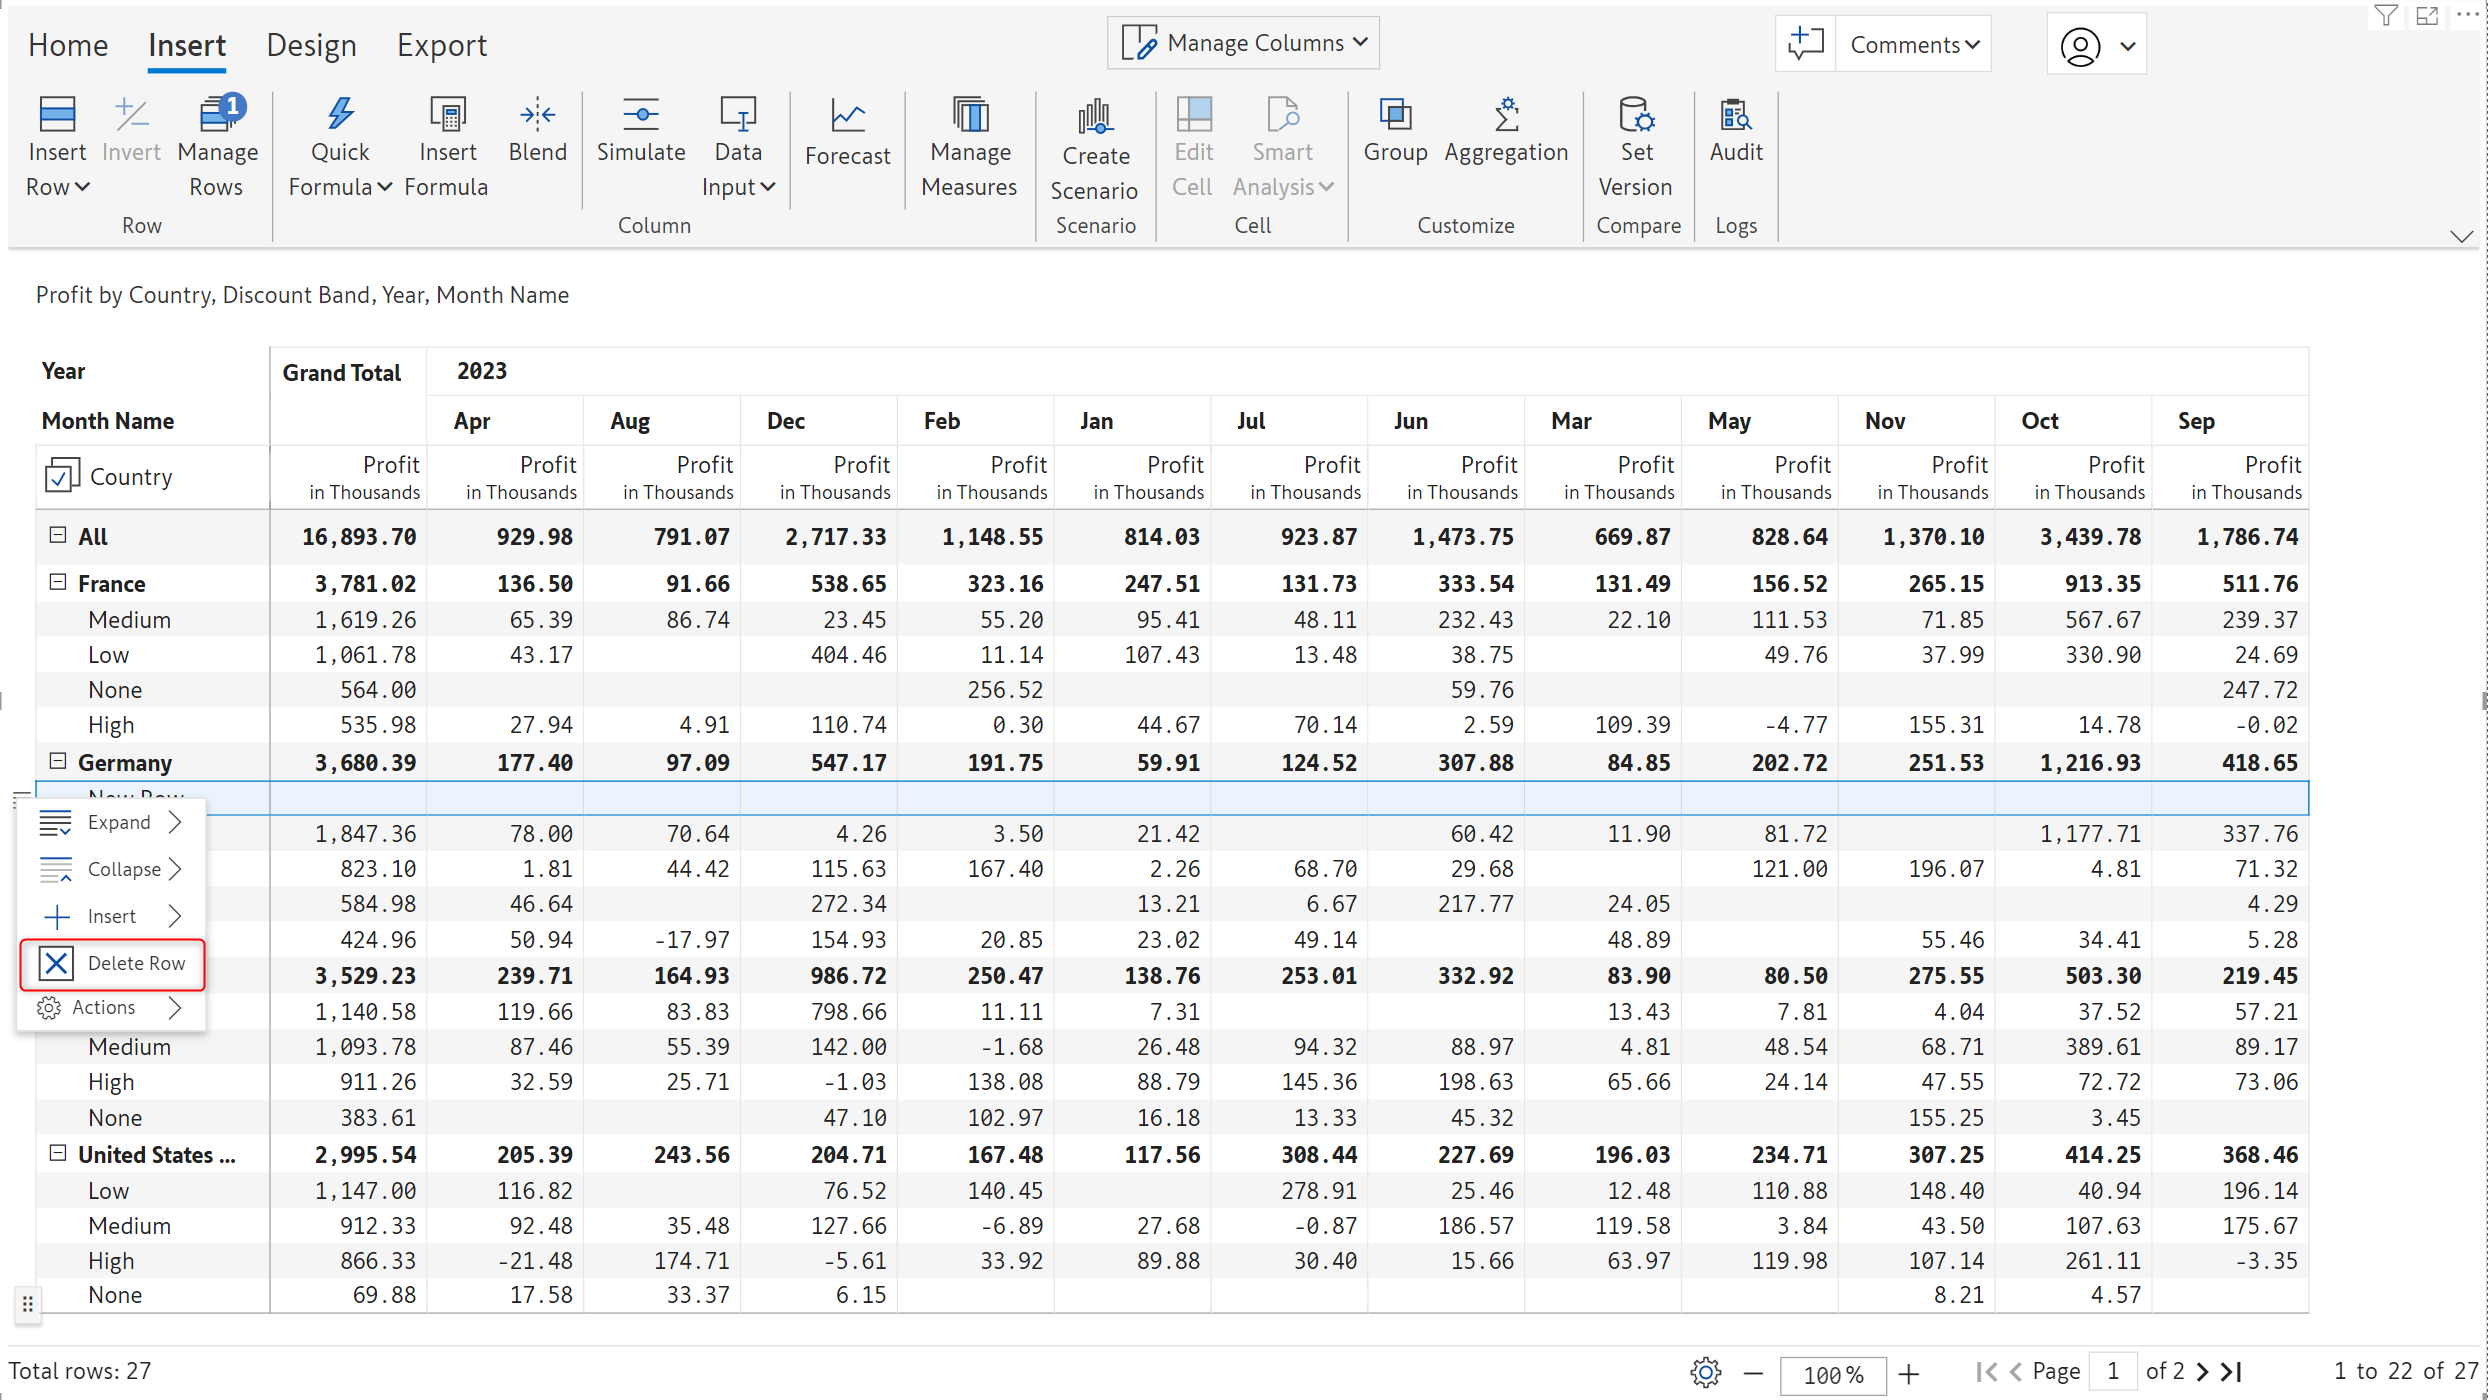 Home Insert Design Export Manage Columns Comments
Insert Row Invert Manage Rows 1 Quick Formula Insert Formula Blend Simulate Data Input Forecast Manage Measures Create Scenario Edit Cell Smart Analysis Group Aggregation Set Version Audit
Row Column Scenario Cell Customize Compare Logs
Profit by Country, Discount Band, Year, Month Name
Year Grand Total 2023
Month Name Apr Aug Dec Feb Jan Jul Jun Mar May Nov Oct Sep
Country Profit Profit Profit Profit Profit Profit Profit Profit Profit Profit Profit Profit Profit
in Thousands in Thousands in Thousands in Thousands in Thousands in Thousands in Thousands in Thousands in Thousands in Thousands in Thousands in Thousands in Thousands
All 16,893.70 929.98 791.07 2,717.33 1,148.55 814.03 923.87 1,473.75 669.87 828.64 1,370.10 3,439.78 1,786.74
France 3,781.02 136.50 91.66 538.65 323.16 247.51 131.73 333.54 131.49 156.52 265.15 913.35 511.76
Medium 1,619.26 65.39 86.74 23.45 55.20 95.41 48.11 232.43 22.10 111.53 71.85 567.67 239.37
Low 1,061.78 43.17 404.46 11.14 107.43 13.48 38.75 49.76 37.99 330.90 24.69
None 564.00 256.52 59.76 247.72
High 535.98 27.94 4.91 110.74 0.30 44.67 70.14 2.59 109.39 -4.77 155.31 14.78 -0.02
Germany 3,680.39 177.40 97.09 547.17 191.75 59.91 124.52 307.88 84.85 202.72 251.53 1,216.93 418.65
New Row
Expand 1,847.36 78.00 70.64 4.26 3.50 21.42 60.42 11.90 81.72 1,177.71 337.76
Collapse 823.10 1.81 44.42 115.63 167.40 2.26 68.70 29.68 121.00 196.07 4.81 71.32
Insert 584.98 46.64 272.34 13.21 6.67 217.77 24.05 4.29
424.96 50.94 -17.97 154.93 20.85 23.02 49.14 48.89 55.46 34.41 5.28
Delete Row 3,529.23 239.71 164.93 986.72 250.47 138.76 253.01 332.92 83.90 80.50 275.55 503.30 219.45
Actions 1,140.58 119.66 83.83 798.66 11.11 7.31 13.43 7.81 4.04 37.52 57.21
Medium 1,093.78 87.46 55.39 142.00 -1.68 26.48 94.32 88.97 4.81 48.54 68.71 389.61 89.17
High 911.26 32.59 25.71 -1.03 138.08 88.79 145.36 198.63 65.66 24.14 47.55 72.72 73.06
None 383.61 47.10 102.97 16.18 13.33 45.32 155.25 3.45
United States ... 2,995.54 205.39 243.56 204.71 167.48 117.56 308.44 227.69 196.03 234.71 307.25 414.25 368.46
Low 1,147.00 116.82 76.52 140.45 278.91 25.46 12.48 110.88 148.40 40.94 196.14
Medium 912.33 92.48 35.48 127.66 -6.89 27.68 -0.87 186.57 119.58 3.84 43.50 107.63 175.67
High 866.33 -21.48 174.71 -5.61 33.92 89.88 30.40 15.66 63.97 119.98 107.14 261.11 -3.35
None 69.88 17.58 33.37 6.15 8.21 4.57
Total rows: 27 100% Page 1 of 2 1 to 22 of 27